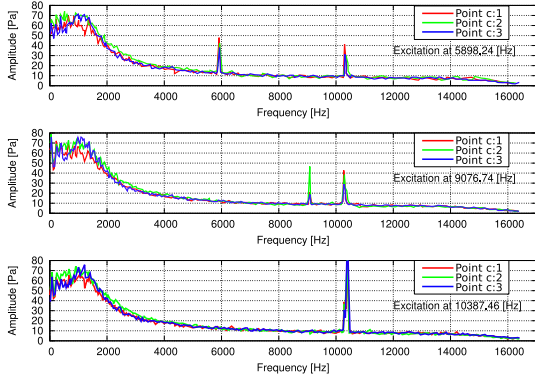 80
70
60
50
40
30
20
10
0
Amplitude [Pa]
Point c:1
Point c:2
Point c:3
Excitation at 5898.24 [Hz]
0 2000 4000 6000 8000 10000 12000 14000 16000
Frequency [Hz]
80
70
60
50
40
30
20
10
0
Amplitude [Pa]
Point c:1
Point c:2
Point c:3
Excitation at 9076.74 [Hz]
0 2000 4000 6000 8000 10000 12000 14000 16000
Frequency [Hz]
80
70
60
50
40
30
20
10
0
Amplitude [Pa]
Point c:1
Point c:2
Point c:3
Excitation at 10387.46 [Hz]
0 2000 4000 6000 8000 10000 12000 14000 16000
Frequency [Hz]